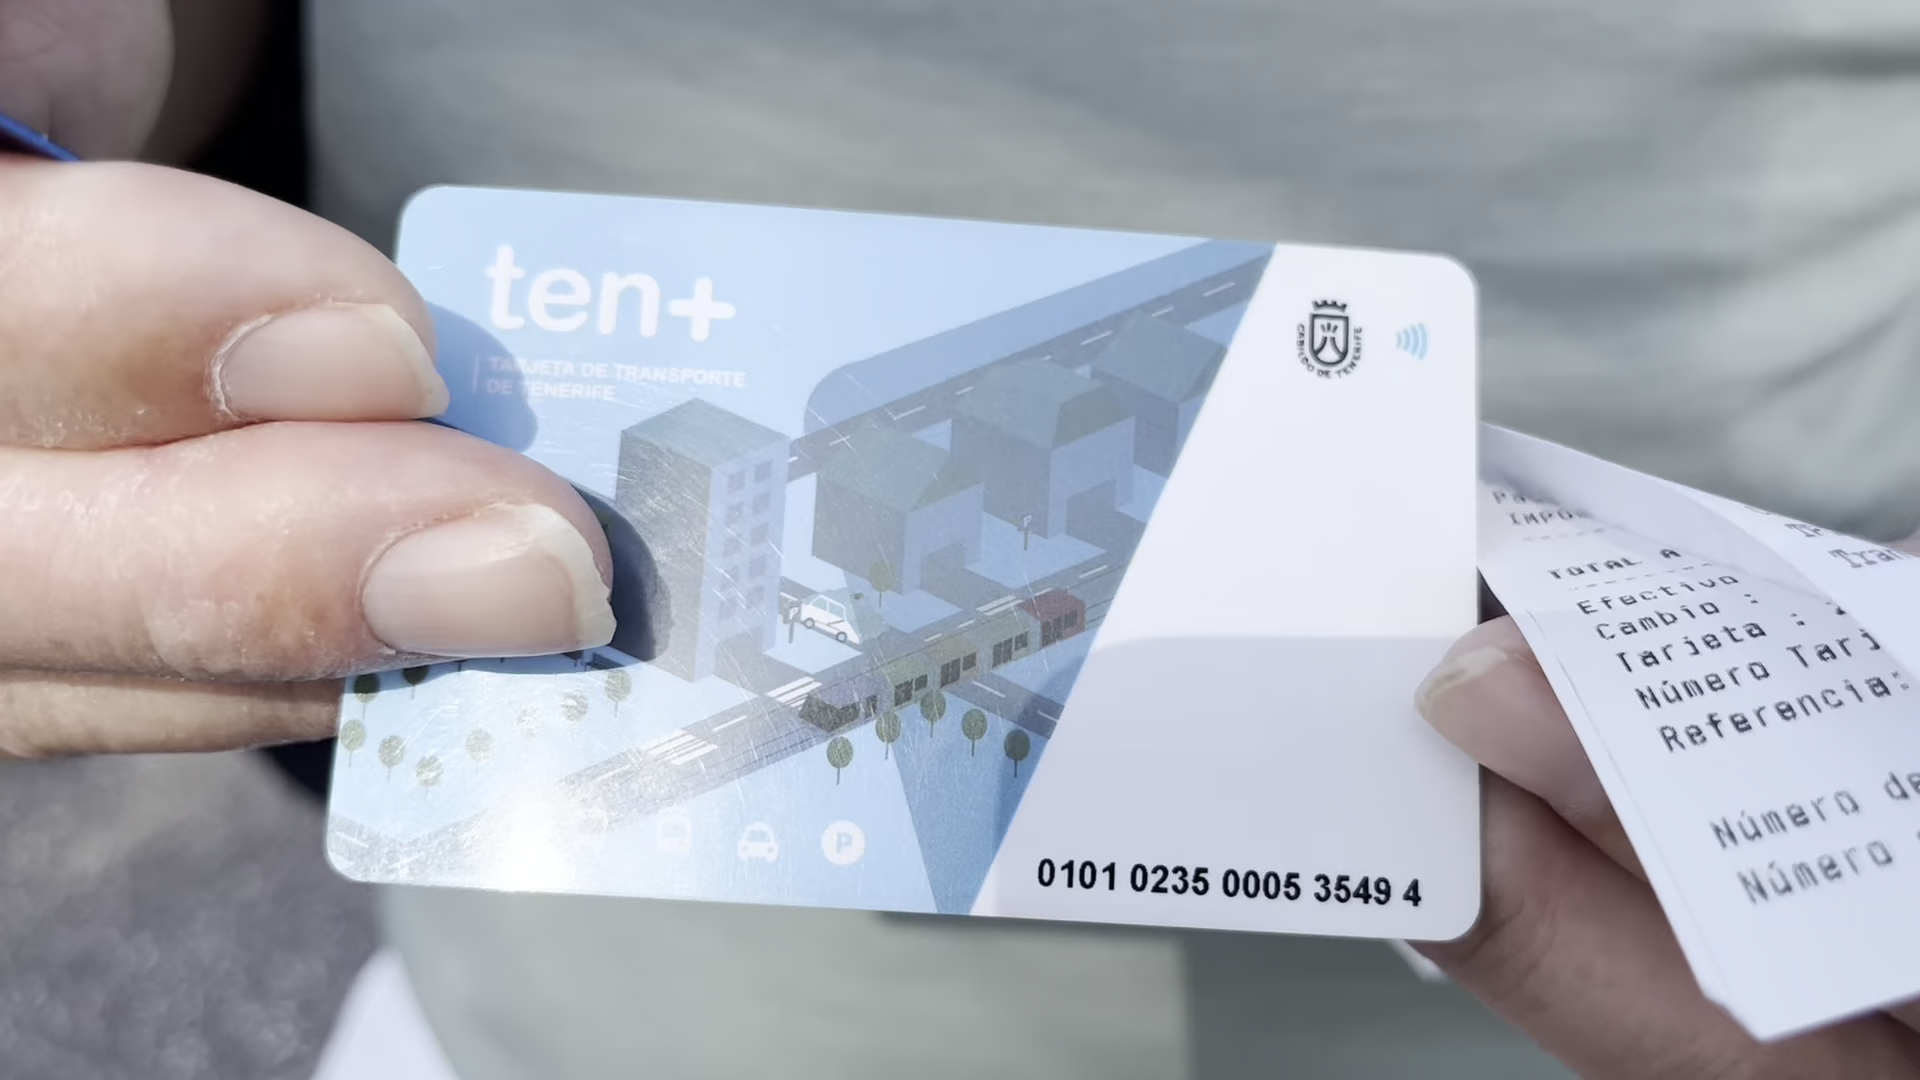 ten+
TARJETA DE TRANSPORTE
DE TENERIFE
CABILDO DE TENERIFE
P
0101 0235 0005 3549 4
TOTAL A
Efectivo
Cambio :
Tarjeta :
Número Tarj
Referencia:
Número de
Número